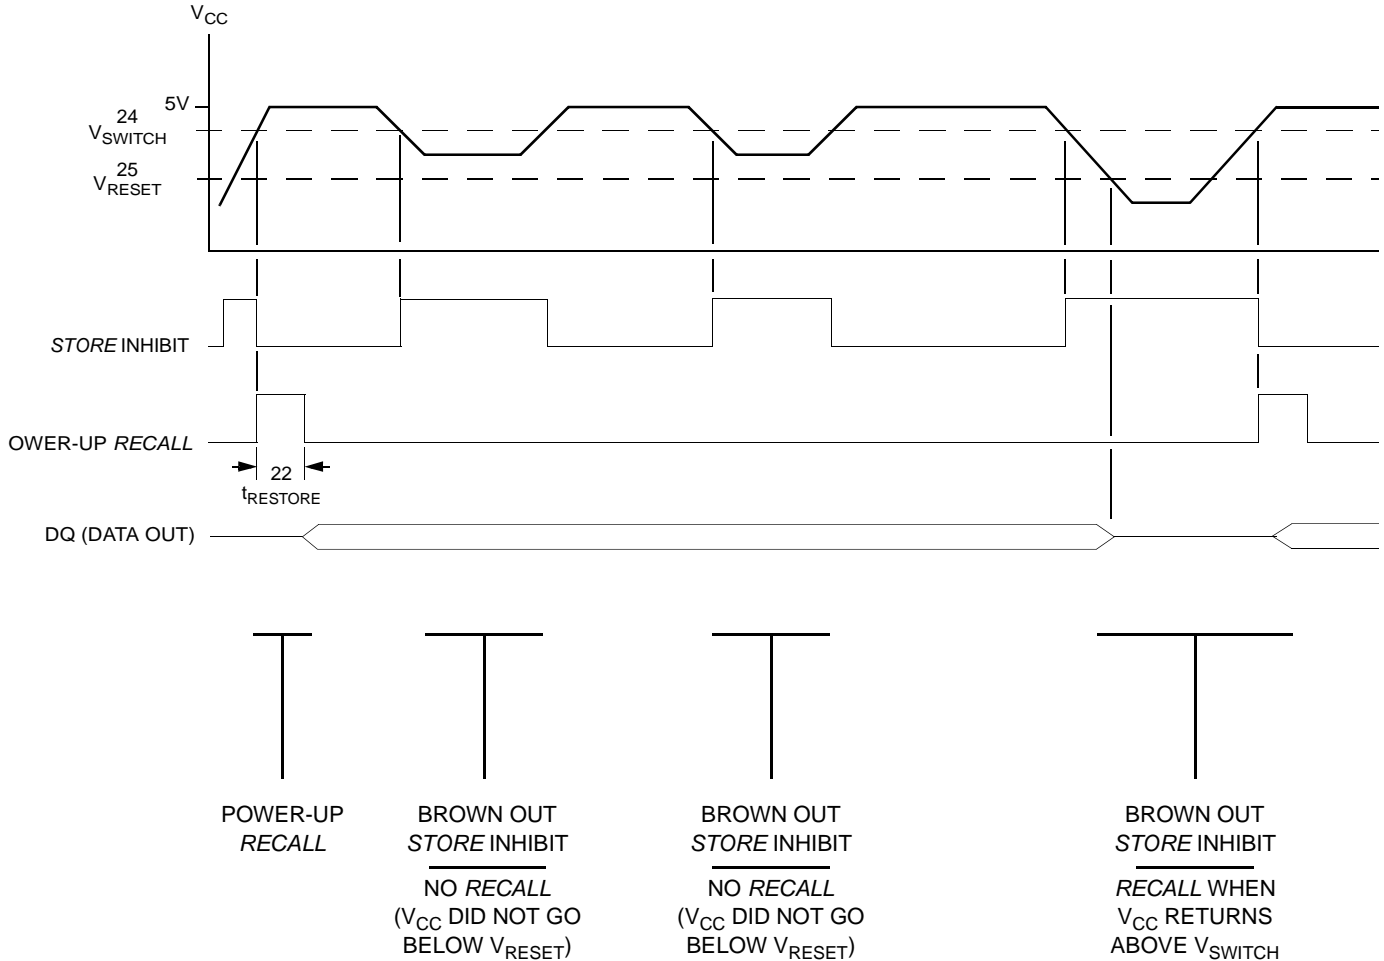 VCC
5V
24
VSWITCH
25
VRESET
STORE INHIBIT
OWER-UP RECALL
22
tRESTORE
DQ (DATA OUT)
POWER-UP
RECALL
BROWN OUT
STORE INHIBIT
NO RECALL
(VCC DID NOT GO
BELOW VRESET)
BROWN OUT
STORE INHIBIT
NO RECALL
(VCC DID NOT GO
BELOW VRESET)
BROWN OUT
STORE INHIBIT
RECALL WHEN
VCC RETURNS
ABOVE VSWITCH